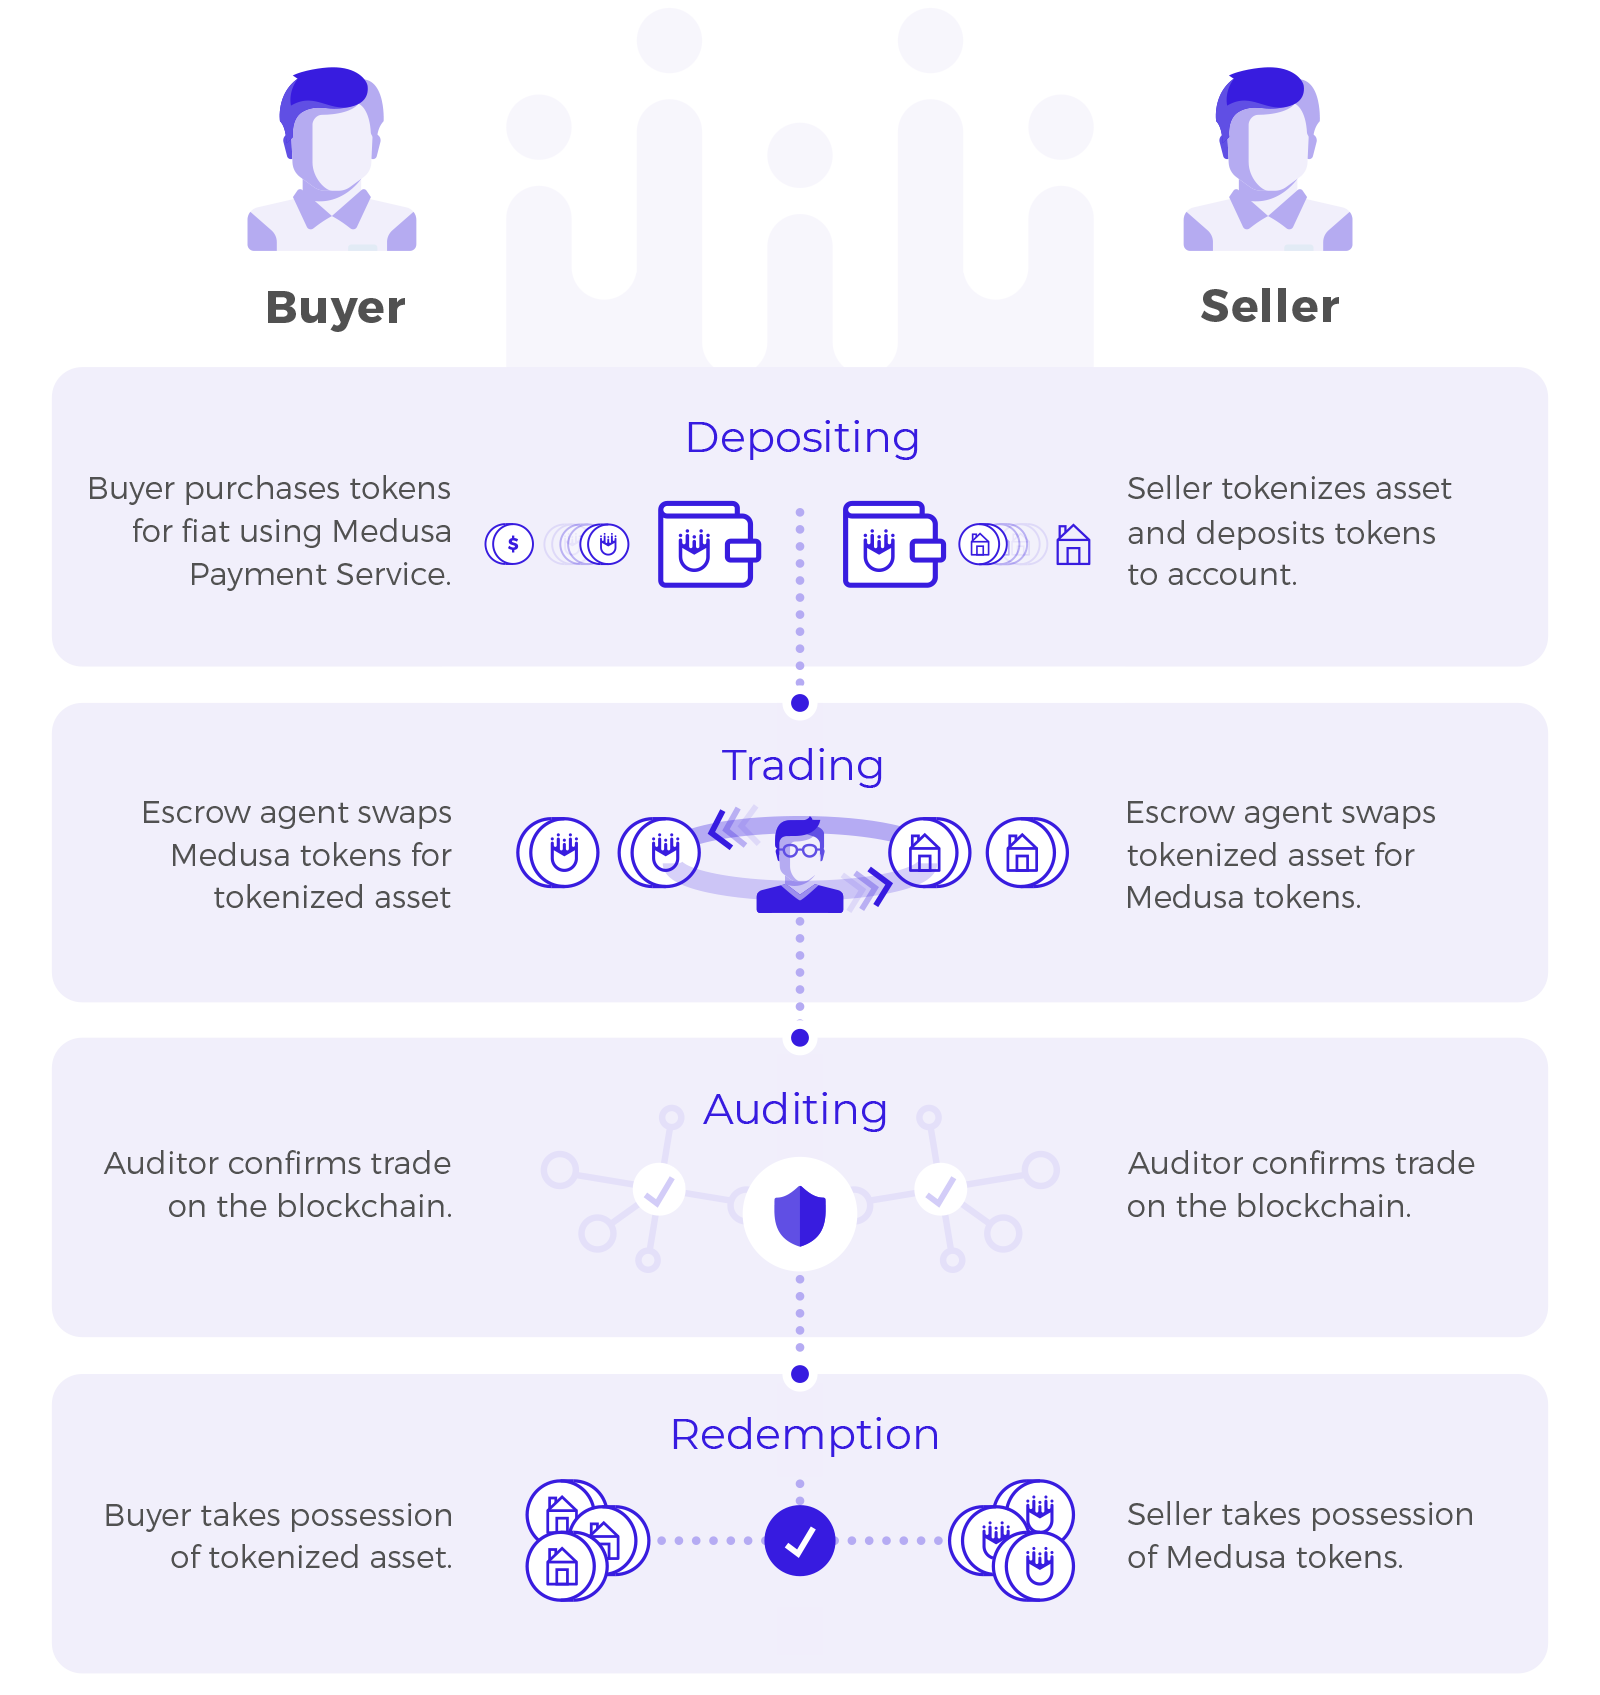 Buyer
Seller
Depositing
Buyer purchases tokens
for fiat using Medusa
Payment Service.
$
Seller tokenizes asset
and deposits tokens
to account.
Trading
Escrow agent swaps
Medusa tokens for
tokenized asset
Escrow agent swaps
tokenized asset for
Medusa tokens.
Auditing
Auditor confirms trade
on the blockchain.
Auditor confirms trade
on the blockchain.
Redemption
Buyer takes possession
of tokenized asset.
Seller takes possession
of Medusa tokens.